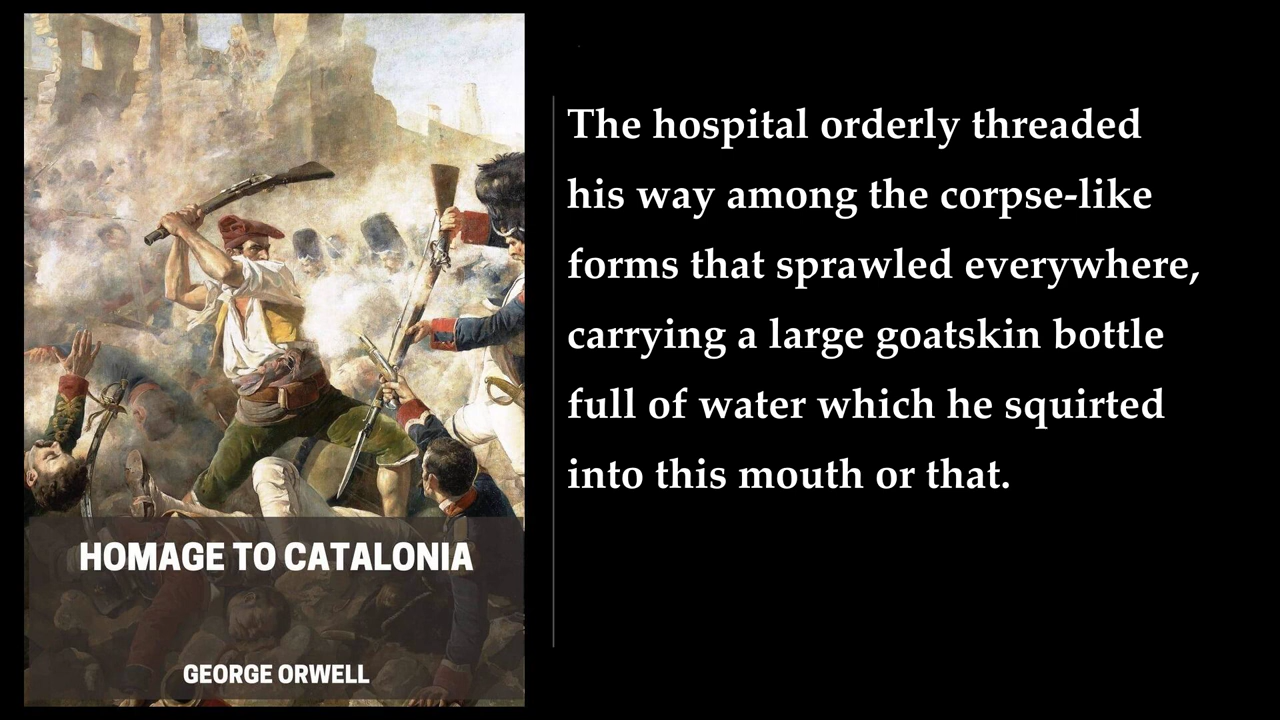 HOMAGE TO CATALONIA
GEORGE ORWELL
The hospital orderly threaded
his way among the corpse-like
forms that sprawled everywhere,
carrying a large goatskin bottle
full of water which he squirted
into this mouth or that.